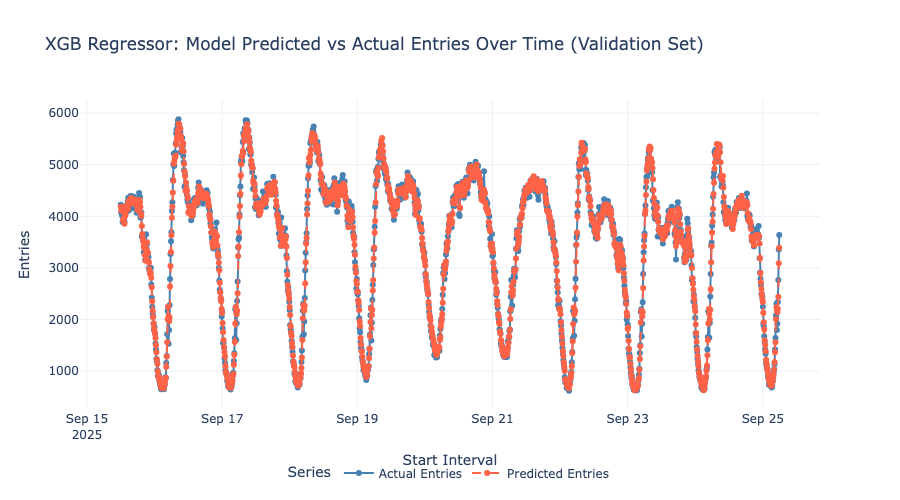 XGB Regressor: Model Predicted vs Actual Entries Over Time (Validation Set)
Entries
6000
5000
4000
3000
2000
1000
Sep 15
2025
Sep 17
Sep 19
Sep 21
Sep 23
Sep 25
Start Interval
Series
Actual Entries
Predicted Entries